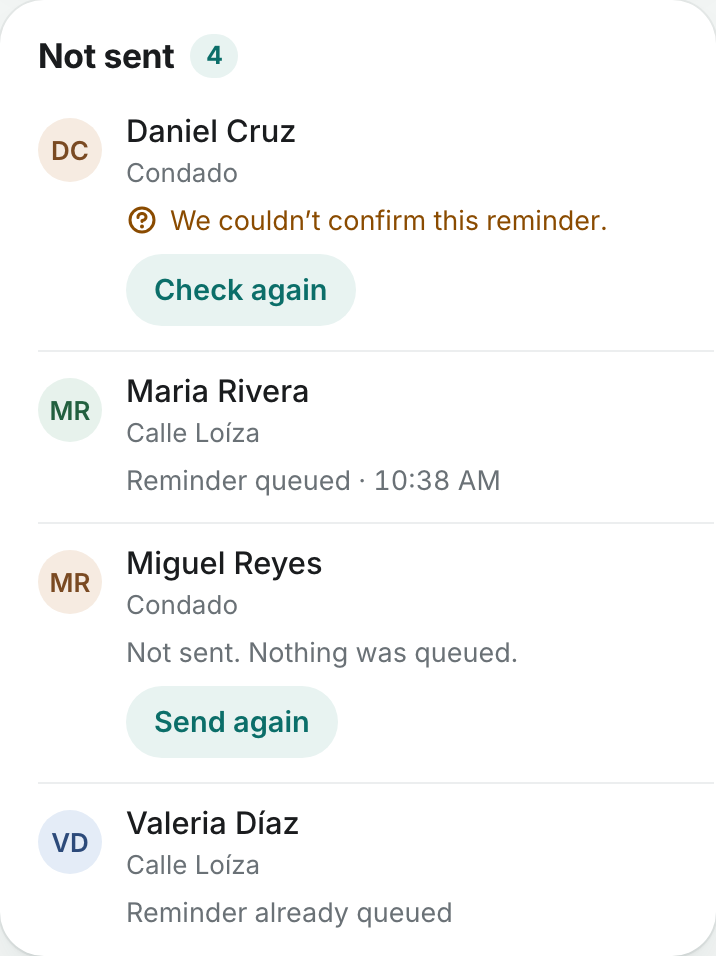 Not sent 4
DC
Daniel Cruz
Condado
We couldn’t confirm this reminder.
Check again
MR
Maria Rivera
Calle Loíza
Reminder queued · 10:38 AM
MR
Miguel Reyes
Condado
Not sent. Nothing was queued.
Send again
VD
Valeria Díaz
Calle Loíza
Reminder already queued